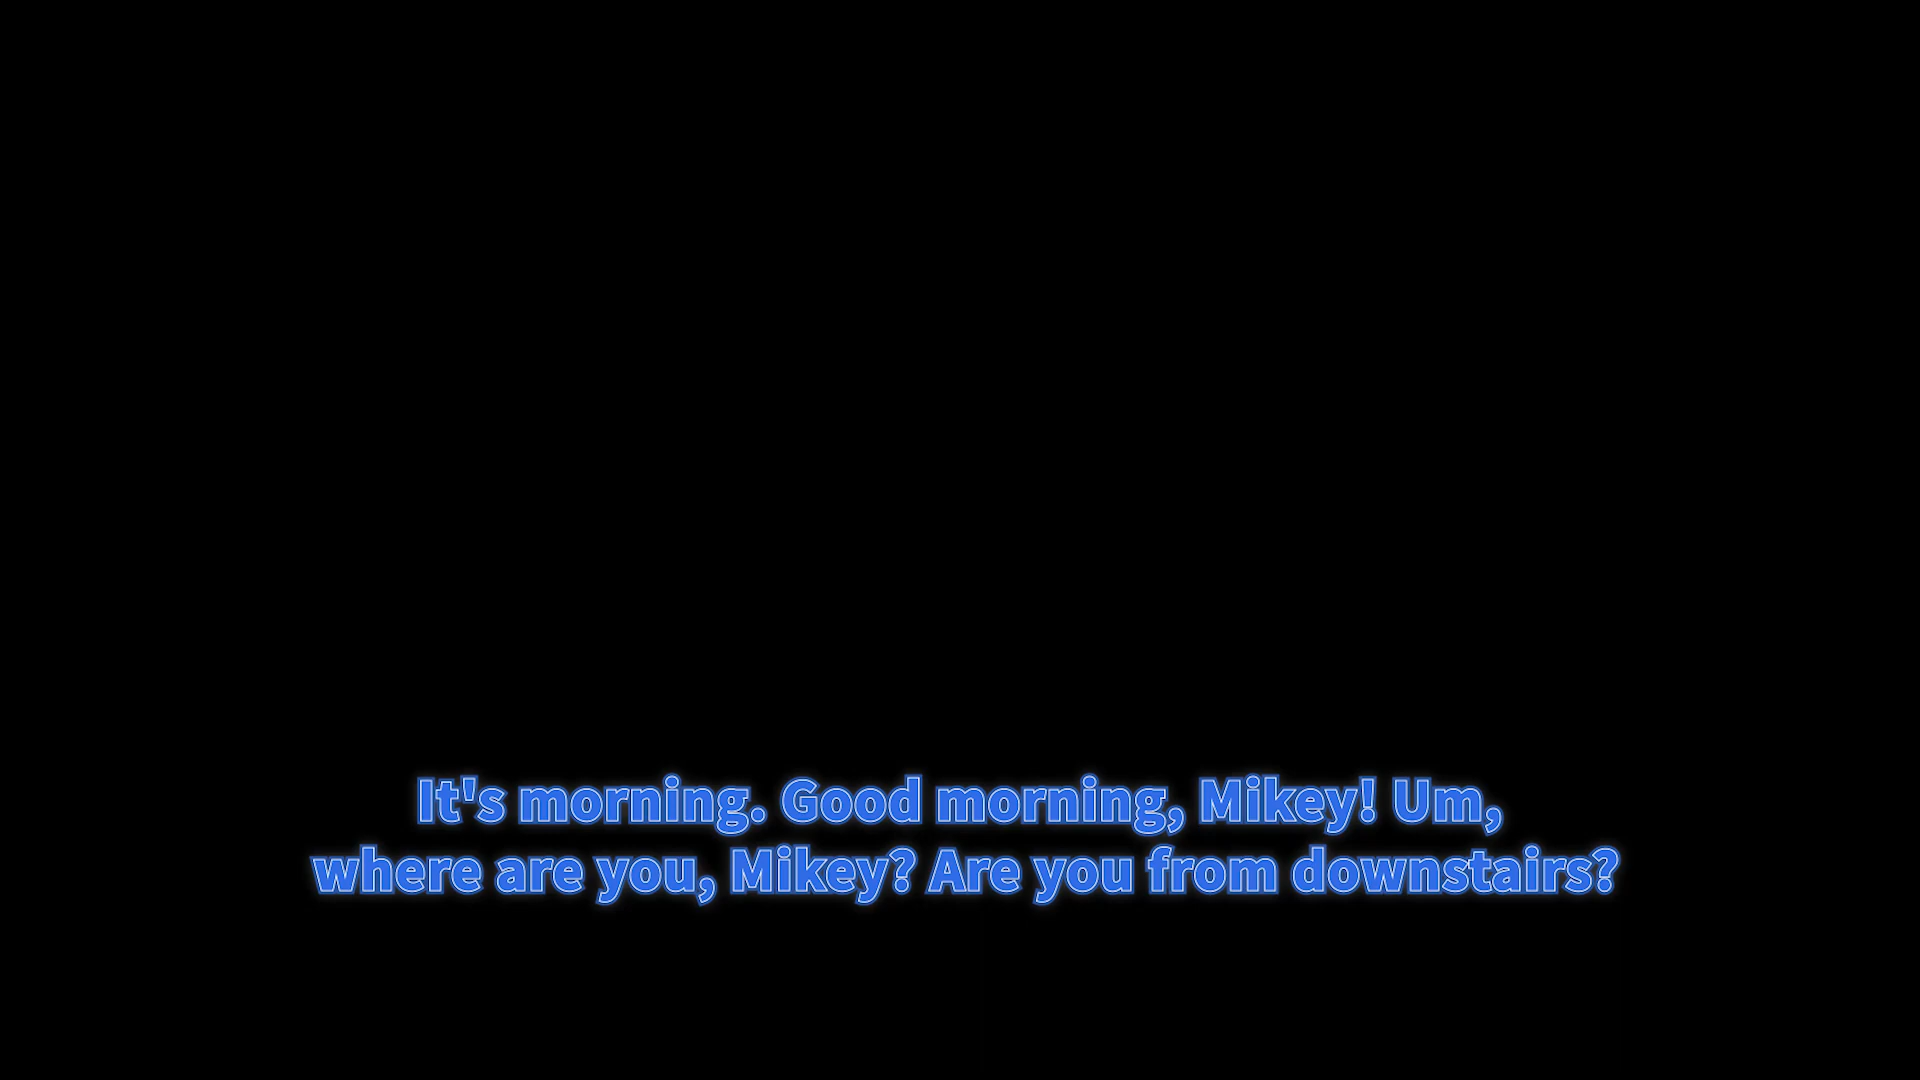 It's morning. Good morning, Mikey! Um,
where are you, Mikey? Are you from downstairs?